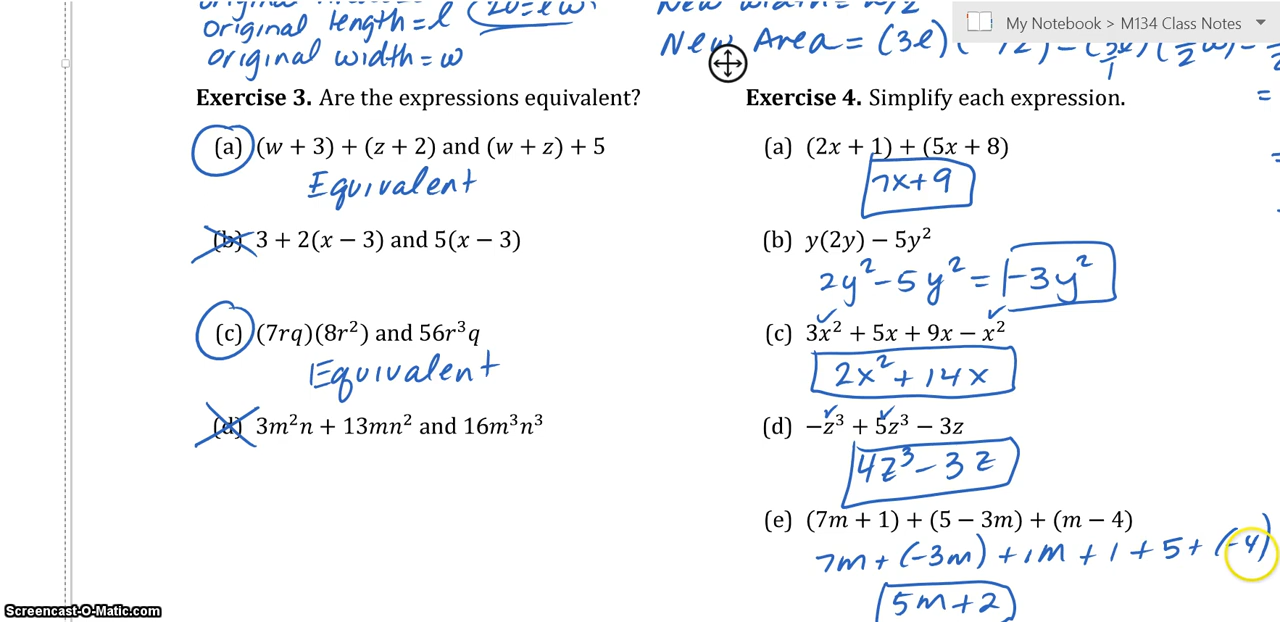 Original length = l (20 = lw)
Original width = w
My Notebook > M134 Class Notes
New Area = (3l)
Exercise 3. Are the expressions equivalent?
(a) (w + 3) + (z + 2) and (w + z) + 5
Equivalent
(b) 3 + 2(x − 3) and 5(x − 3)
(c) (7rq)(8r²) and 56r³q
Equivalent
(d) 3m²n + 13mn² and 16m³n³
Exercise 4. Simplify each expression.
(a) (2x + 1) + (5x + 8)
7x + 9
(b) y(2y) − 5y²
2y² − 5y² = −3y²
(c) 3x² + 5x + 9x − x²
2x² + 14x
(d) −z³ + 5z³ − 3z
4z³ − 3z
(e) (7m + 1) + (5 − 3m) + (m − 4)
7m + (−3m) + 1m + 1 + 5 + (−4)
5m + 2
Screencast-O-Matic.com